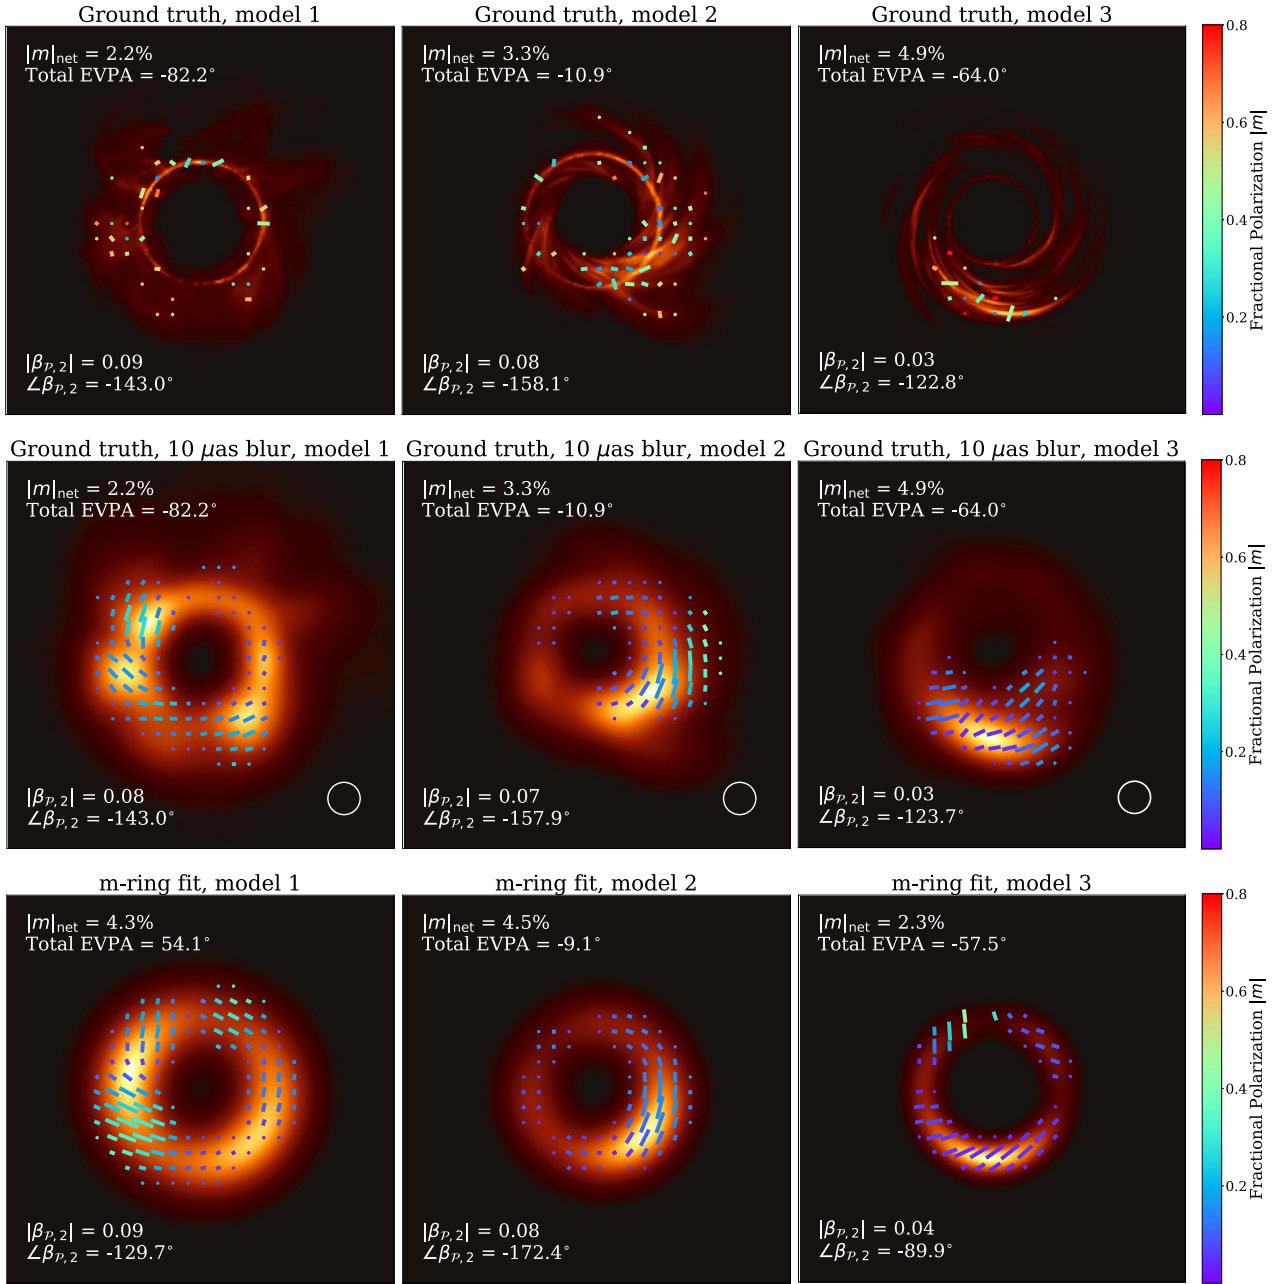 Ground truth, model 1
|m|net = 2.2%
Total EVPA = -82.2°
|β𝒫,2| = 0.09
∠β𝒫,2 = -143.0°
Ground truth, model 2
|m|net = 3.3%
Total EVPA = -10.9°
|β𝒫,2| = 0.08
∠β𝒫,2 = -158.1°
Ground truth, model 3
|m|net = 4.9%
Total EVPA = -64.0°
|β𝒫,2| = 0.03
∠β𝒫,2 = -122.8°
0.8
0.6
0.4
0.2
Fractional Polarization |m|
Ground truth, 10 μas blur, model 1
|m|net = 2.2%
Total EVPA = -82.2°
|β𝒫,2| = 0.08
∠β𝒫,2 = -143.0°
Ground truth, 10 μas blur, model 2
|m|net = 3.3%
Total EVPA = -10.9°
|β𝒫,2| = 0.07
∠β𝒫,2 = -157.9°
Ground truth, 10 μas blur, model 3
|m|net = 4.9%
Total EVPA = -64.0°
|β𝒫,2| = 0.03
∠β𝒫,2 = -123.7°
0.8
0.6
0.4
0.2
Fractional Polarization |m|
m-ring fit, model 1
|m|net = 4.3%
Total EVPA = 54.1°
|β𝒫,2| = 0.09
∠β𝒫,2 = -129.7°
m-ring fit, model 2
|m|net = 4.5%
Total EVPA = -9.1°
|β𝒫,2| = 0.08
∠β𝒫,2 = -172.4°
m-ring fit, model 3
|m|net = 2.3%
Total EVPA = -57.5°
|β𝒫,2| = 0.04
∠β𝒫,2 = -89.9°
0.8
0.6
0.4
0.2
Fractional Polarization |m|